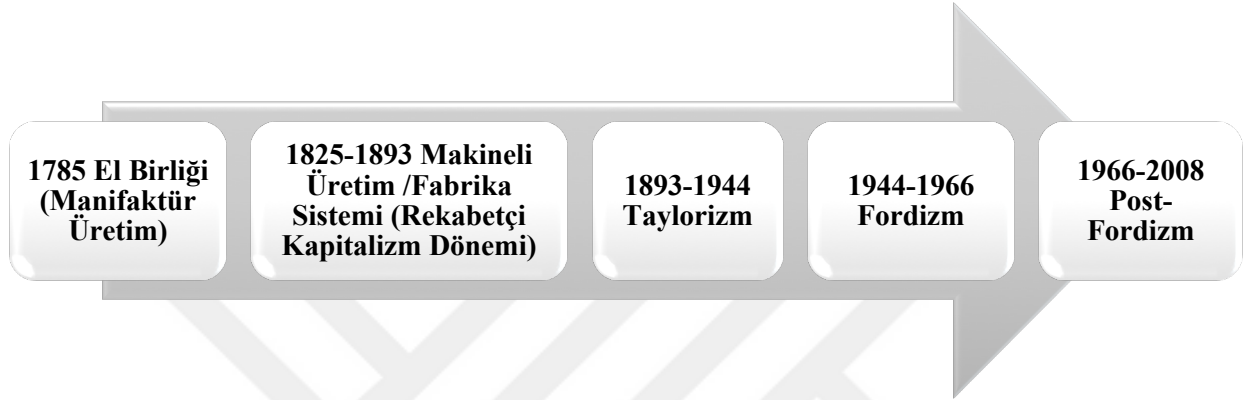 1785 El Birliği
(Manifaktür
Üretim)
1825-1893 Makineli
Üretim /Fabrika
Sistemi (Rekabetçi
Kapitalizm Dönemi)
1893-1944
Taylorizm
1944-1966
Fordizm
1966-2008
Post-
Fordizm